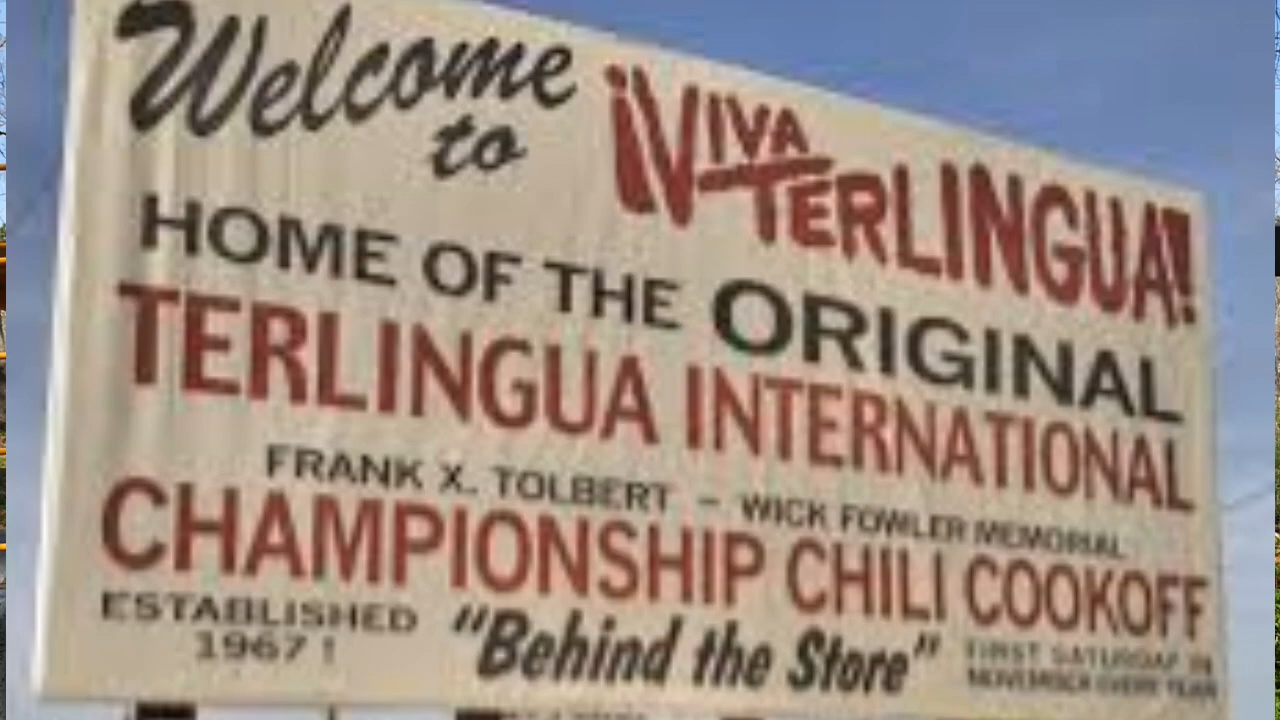 Welcome
to
¡VIVA
TERLINGUA!
HOME OF THE ORIGINAL
TERLINGUA INTERNATIONAL
FRANK X. TOLBERT – WICK FOWLER MEMORIAL
CHAMPIONSHIP CHILI COOKOFF
ESTABLISHED
1967!
"Behind the Store"
FIRST SATURDAY IN
NOVEMBER EVERY YEAR